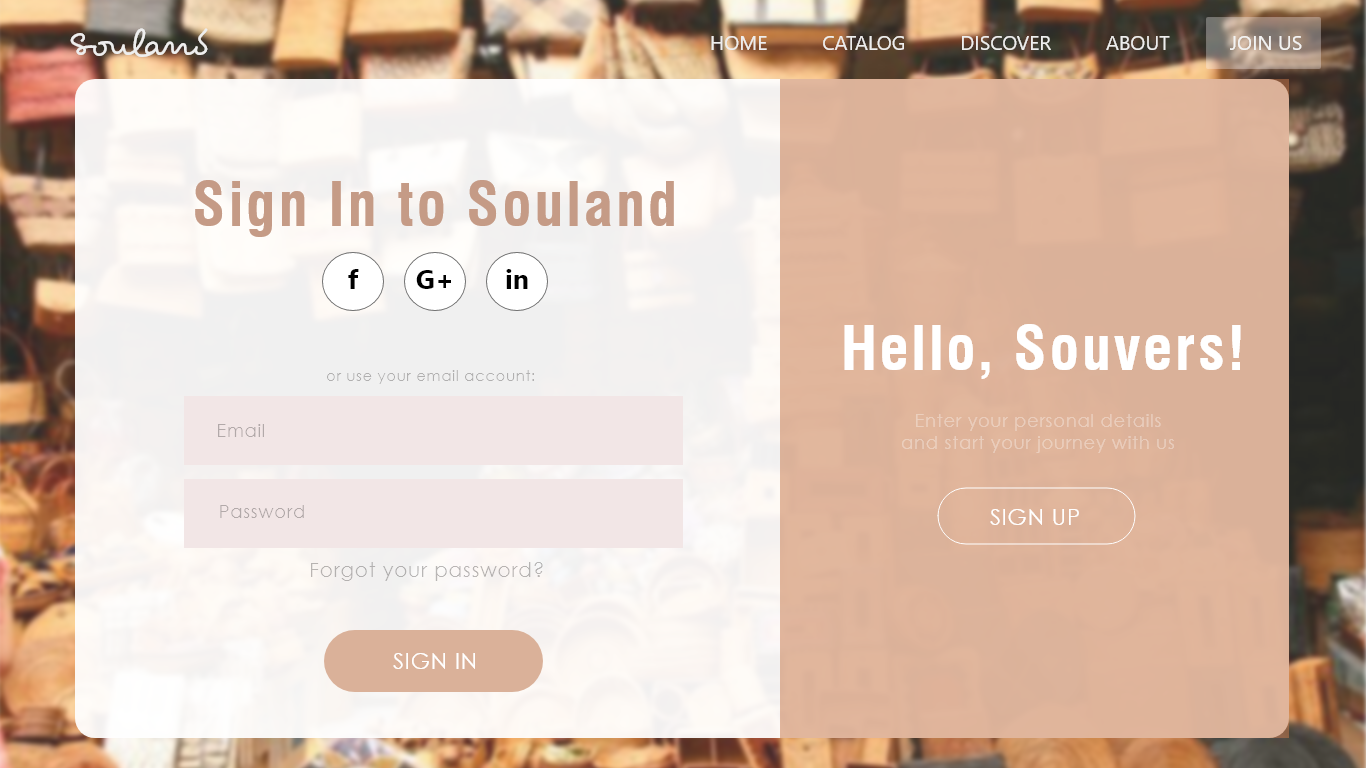 Souland
HOME CATALOG DISCOVER ABOUT JOIN US
Sign In to Souland
f G+ in
or use your email account:
Email
Password
Forgot your password?
SIGN IN
Hello, Souvers!
Enter your personal details
and start your journey with us
SIGN UP